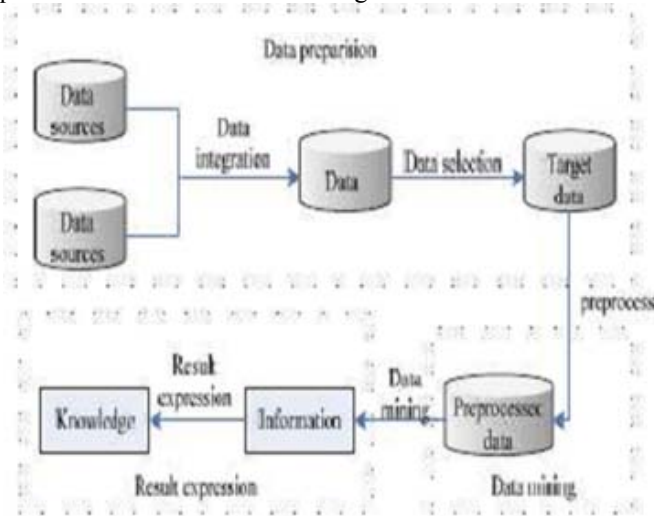 Data preparision
Data
sources
Data
integration
Data
sources
Data
Data selection
Target
data
preprocess
Preprocessed
data
Data
mining
Data mining
Information
Result
expression
Knowledge
Result expression